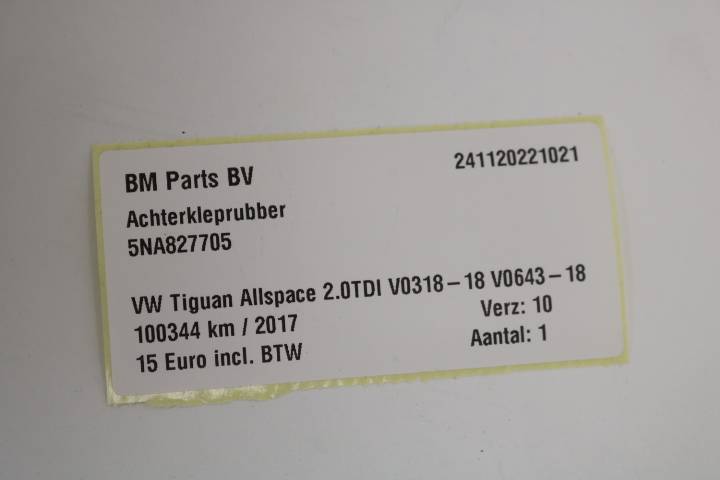 BM Parts BV 241120221021
Achterkleprubber
5NA827705
VW Tiguan Allspace 2.0TDI V0318-18 V0643-18
100344 km / 2017 Verz: 10
15 Euro incl. BTW Aantal: 1